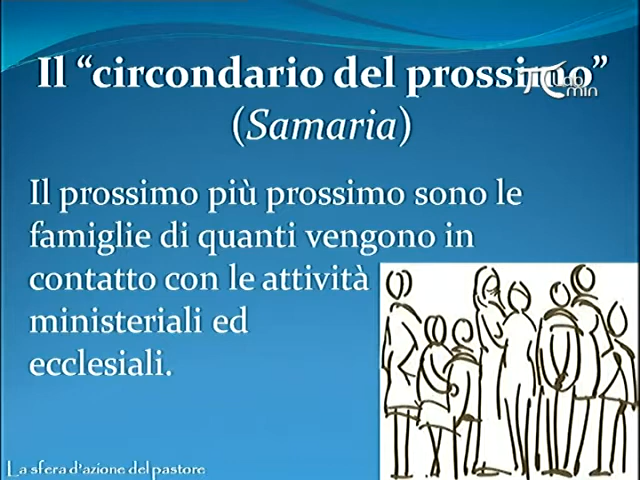 Il “circondario del prossimo”
(Samaria)
Il prossimo più prossimo sono le
famiglie di quanti vengono in
contatto con le attività
ministeriali ed
ecclesiali.
La sfera d'azione del pastore